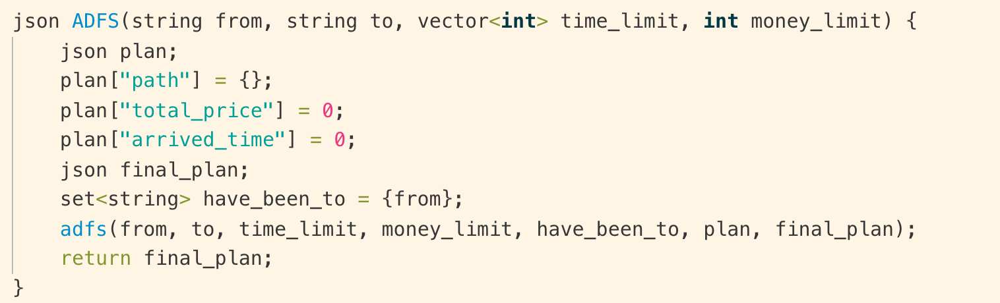 json ADFS(string from, string to, vector<int> time_limit, int money_limit) {
    json plan;
    plan["path"] = {};
    plan["total_price"] = 0;
    plan["arrived_time"] = 0;
    json final_plan;
    set<string> have_been_to = {from};
    adfs(from, to, time_limit, money_limit, have_been_to, plan, final_plan);
    return final_plan;
}